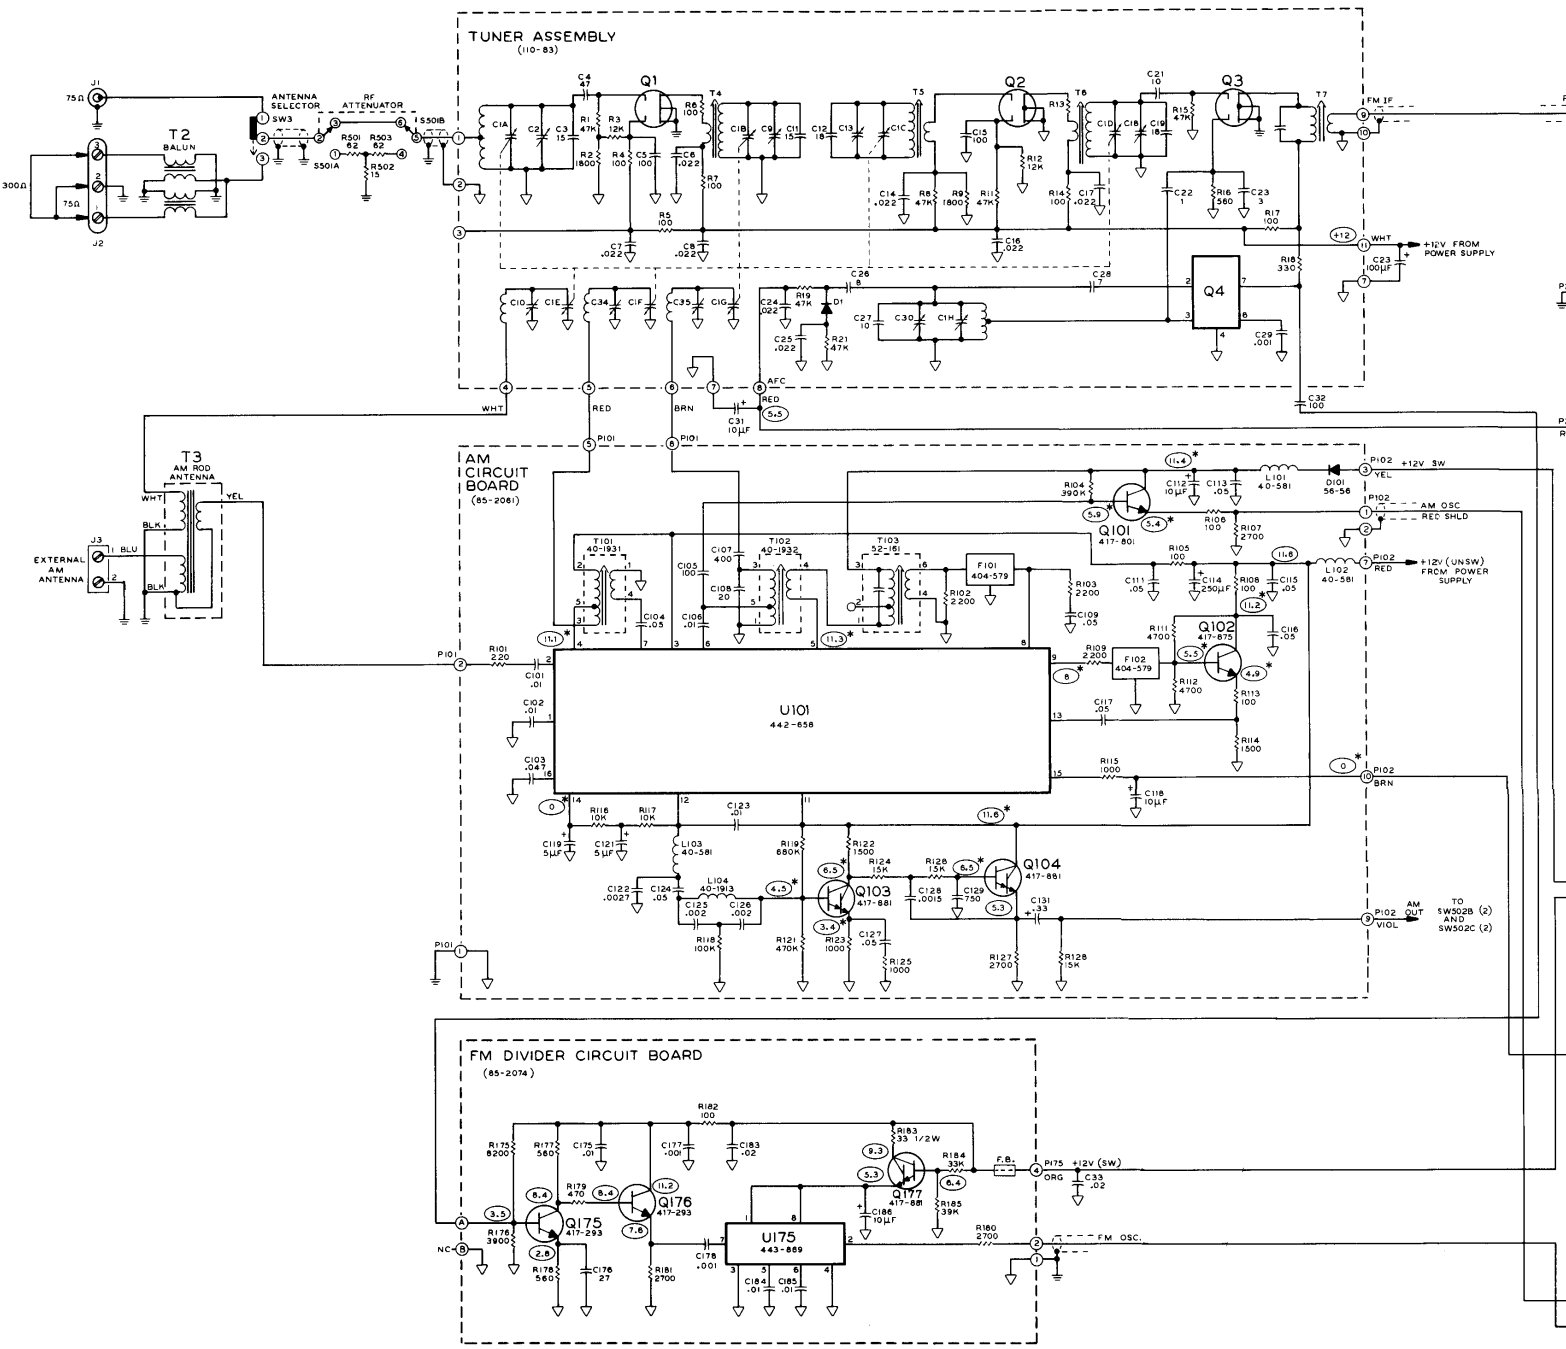 TUNER ASSEMBLY
(110-83)
J1
75Ω
ANTENNA
SELECTOR
SW3
RF
ATTENUATOR
S501B
S501A
R501
62
R503
62
R502
15
T2
BALUN
300Ω
75Ω
J2
C1A
C2
C3
15
C4
47
Q1
R1
47K
R3
12K
R2
1800
R4
100
C5
100
R6
100
C6
.022
R7
100
T4
C1B
C9
C11
15
C12
18
C13
C1C
T5
C15
100
Q2
R13
T6
R12
12K
C14
.022
R8
47K
R9
1800
R11
47K
R14
100
C17
.022
C1D
C18
C19
18
C21
10
R15
47K
Q3
T7
FM IF
C22
1
R16
560
C23
3
R17
100
R5
100
C7
.022
C8
.022
C16
.022
+12
WHT
+12V FROM
POWER SUPPLY
C23
100µF
R18
330
C10
C1E
C34
C1F
C35
C1G
C24
.022
R19
47K
D1
C25
.022
R21
47K
C26
8
C27
10
C30
C1H
C28
7
Q4
C29
.001
C32
100
AFC
RED
5.5
WHT
RED
BRN
C31
10µF
P101
P101
T3
AM ROD
ANTENNA
WHT
YEL
BLK
BLK
J3
1 BLU
2
EXTERNAL
AM
ANTENNA
AM
CIRCUIT
BOARD
(85-2061)
T101
40-1931
C104
.05
C105
100
C106
.01
C107
400
C108
20
T102
40-1932
T103
52-161
R102
2200
F101
404-579
R103
2200
C109
.05
R104
390K
5.9*
Q101
417-801
5.4*
11.4*
C112
10µF
C113
.05
L101
40-581
D101
56-56
P102
YEL
+12V SW
R106
100
R107
2700
P102
AM OSC
RED SHLD
R105
100
C111
.05
C114
250µF
R108
100
11.6
C115
.05
L102
40-581
P102
RED
+12V (UNSW)
FROM POWER
SUPPLY
11.2*
R111
4700
Q102
417-875
C116
.05
5.5*
4.9*
R112
4700
R113
100
R114
1500
R109
2200
F102
404-579
8*
C117
.05
11.1*
11.3*
P101
R101
220
C101
.01
C102
.01
C103
.047
U101
442-658
R115
1000
C118
10µF
0*
P102
BRN
0*
R116
10K
R117
10K
C119
5µF
C121
5µF
C123
.01
L103
40-581
C122
.0027
C124
.05
L104
40-1913
C125
.002
C126
.002
R118
100K
4.5*
R119
680K
R121
470K
R122
1500
6.5*
Q103
417-881
3.4*
R123
1000
C127
.05
R125
1000
R124
15K
R126
15K
C128
.0015
C129
750
6.5*
11.6*
Q104
417-881
5.3
C131
.33
R127
2700
R128
15K
P102
VIOL
AM
OUT
TO
SW502B (2)
AND
SW502C (2)
P101
FM DIVIDER CIRCUIT BOARD
(85-2074)
R175
8200
R177
560
C175
.01
C177
.001
R182
100
C183
.02
R183
33 1/2W
9.3
R184
33K
F.B.
P175
ORG
+12V (SW)
C33
.02
5.3
6.4
Q177
417-881
C186
10µF
R185
39K
R179
470
8.4
8.4
11.2
Q176
417-293
7.6
3.5
Q175
417-293
2.8
R176
3900
NC
R178
560
C176
27
R181
2700
C178
.001
U175
443-869
C184
.01
C185
.01
R180
2700
FM OSC.